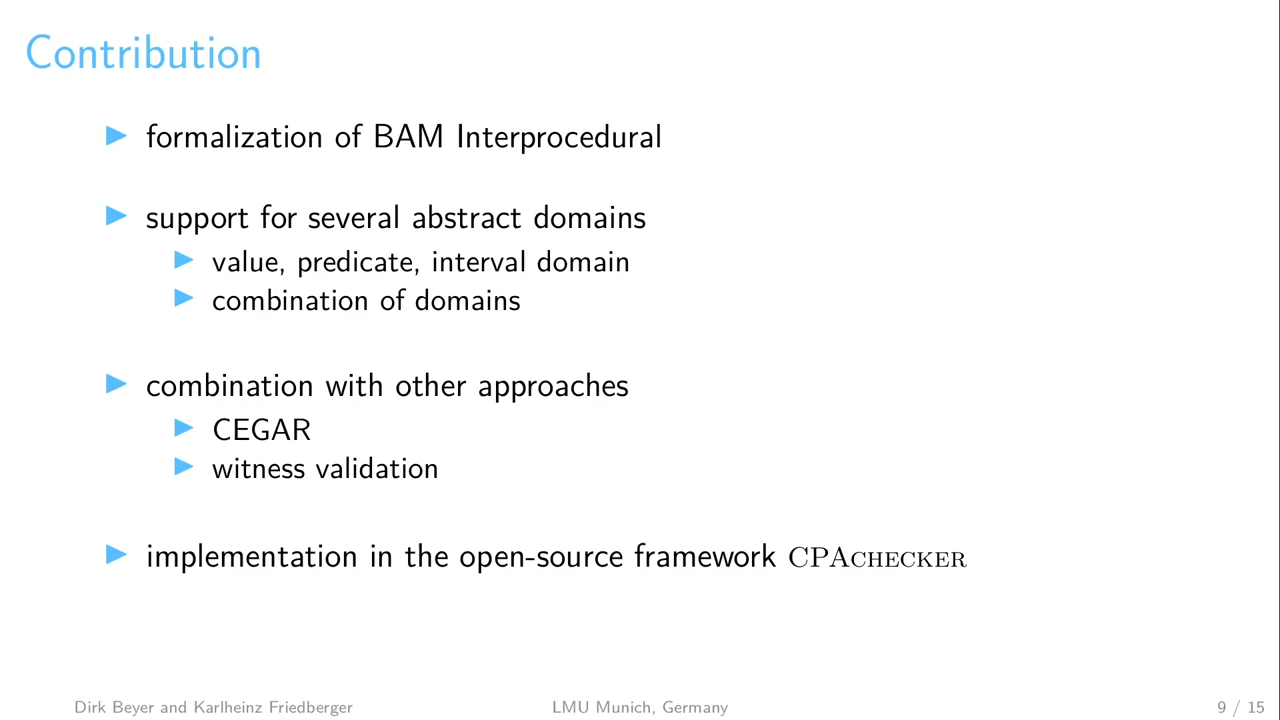 Contribution
formalization of BAM Interprocedural
support for several abstract domains
value, predicate, interval domain
combination of domains
combination with other approaches
CEGAR
witness validation
implementation in the open-source framework CPACHECKER
Dirk Beyer and Karlheinz Friedberger LMU Munich, Germany 9 / 15